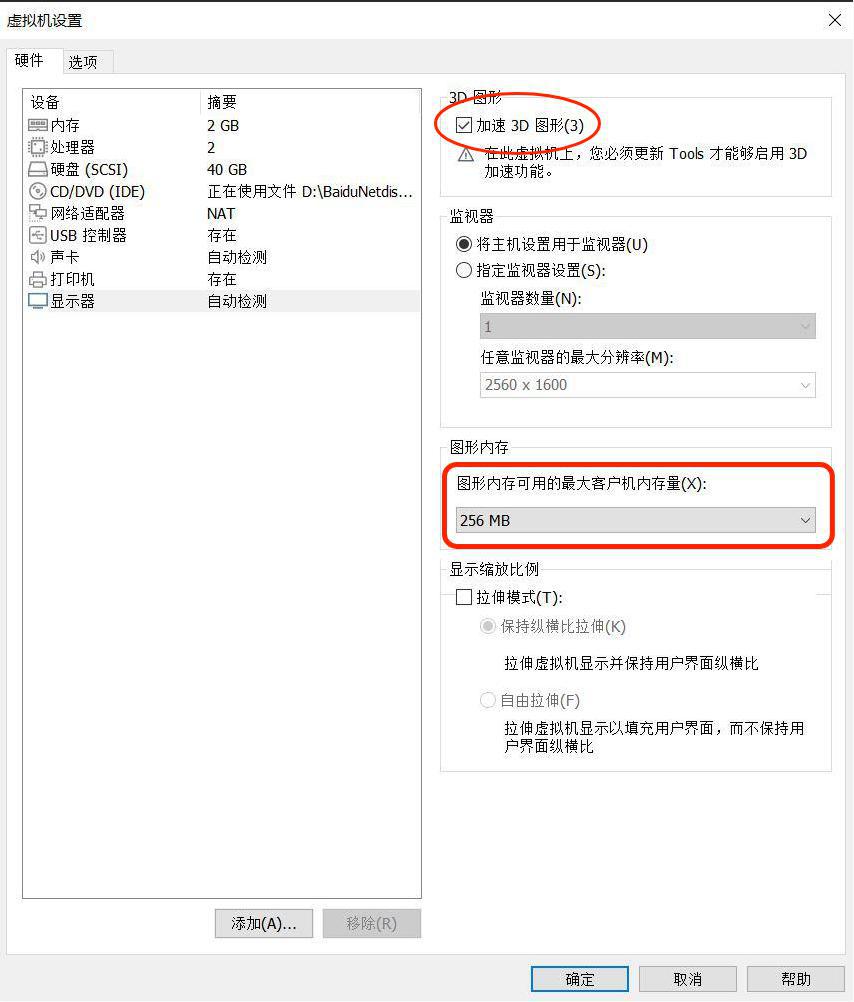 虚拟机设置
硬件 选项
设备 摘要
内存 2 GB
处理器 2
硬盘 (SCSI) 40 GB
CD/DVD (IDE) 正在使用文件 D:\BaiduNetdis...
网络适配器 NAT
USB 控制器 存在
声卡 自动检测
打印机 存在
显示器 自动检测
添加(A)... 移除(R)
3D 图形
加速 3D 图形(3)
在此虚拟机上，您必须更新 Tools 才能够启用 3D
加速功能。
监视器
将主机设置用于监视器(U)
指定监视器设置(S):
监视器数量(N):
1
任意监视器的最大分辨率(M):
2560 x 1600
图形内存
图形内存可用的最大客户机内存量(X):
256 MB
显示缩放比例
拉伸模式(T):
保持纵横比拉伸(K)
拉伸虚拟机显示并保持用户界面纵横比
自由拉伸(F)
拉伸虚拟机显示以填充用户界面，而不保持用
户界面纵横比
确定 取消 帮助